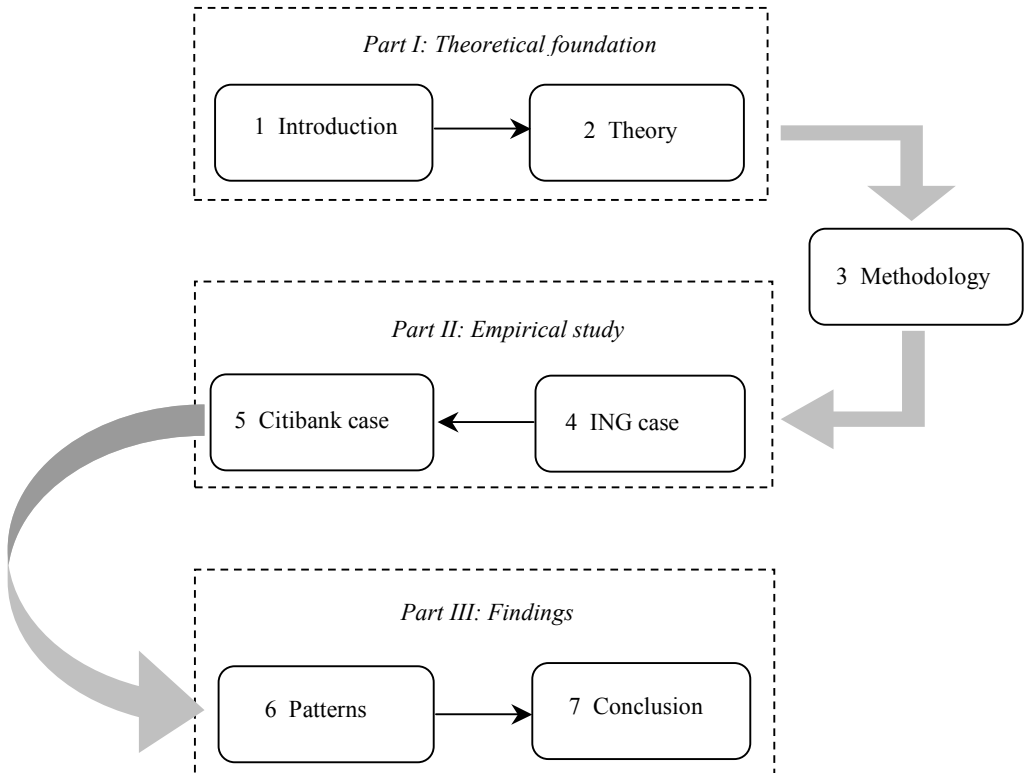 Part I: Theoretical foundation
1 Introduction
2 Theory
3 Methodology
Part II: Empirical study
4 ING case
5 Citibank case
Part III: Findings
6 Patterns
7 Conclusion